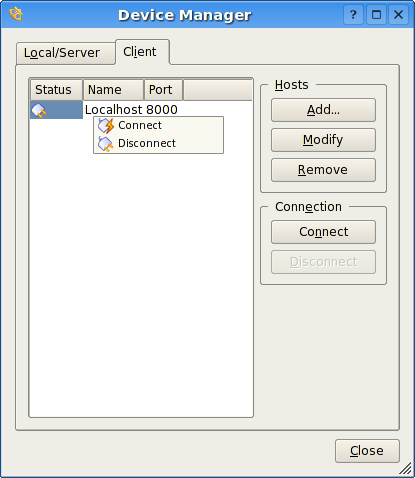 Device Manager
Local/Server Client
Status Name Port
Localhost 8000
Connect
Disconnect
Hosts
Add...
Modify
Remove
Connection
Connect
Disconnect
Close